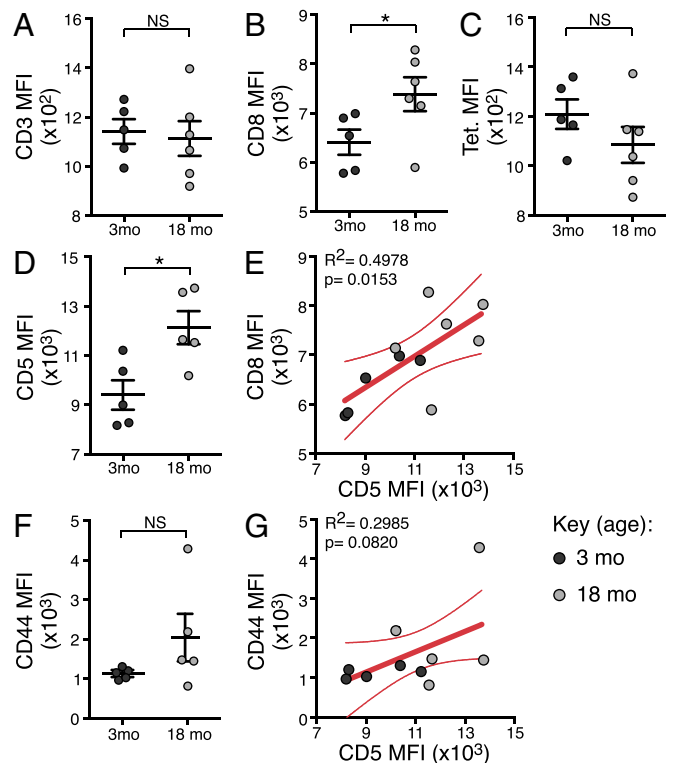 A
CD3 MFI
(x10²)
16
14
12
10
8
NS
3mo
18 mo
B
CD8 MFI
(x10³)
9
7
6
5
*
3mo
18 mo
C
Tet. MFI
(x10²)
16
14
12
10
8
NS
3mo
18 mo
D
CD5 MFI
(x10³)
15
13
11
9
7
*
3mo
18 mo
E
R²= 0.4978
p= 0.0153
CD8 MFI
(x10³)
9
8
7
6
5
7
9
11
13
15
CD5 MFI (x10³)
F
CD44 MFI
(x10³)
5
4
3
2
1
0
NS
3mo
18 mo
G
R²= 0.2985
p= 0.0820
CD44 MFI
(x10³)
5
4
3
2
1
0
7
9
11
13
15
CD5 MFI (x10³)
Key (age):
3 mo
18 mo